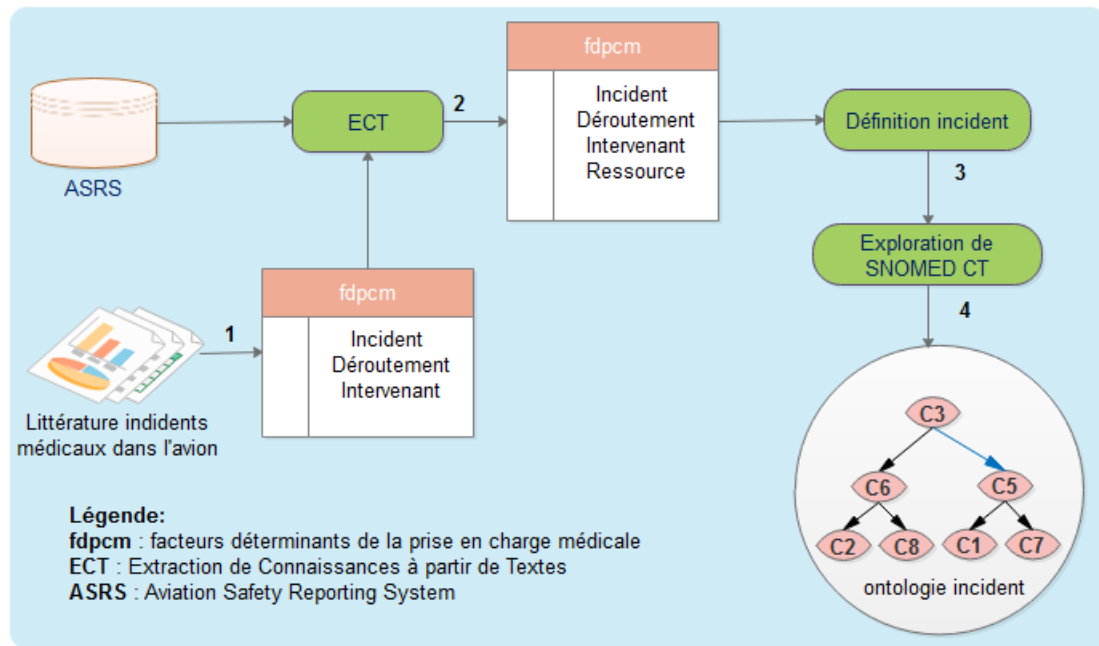 fdpcm
Incident
Déroutement
Intervenant
Ressource
ASRS
ECT
2
Définition incident
3
Exploration de
SNOMED CT
4
fdpcm
Incident
Déroutement
Intervenant
1
Littérature indidents
médicaux dans l'avion
C3
C6
C5
C2
C8
C1
C7
ontologie incident
Légende:
fdpcm : facteurs déterminants de la prise en charge médicale
ECT : Extraction de Connaissances à partir de Textes
ASRS : Aviation Safety Reporting System